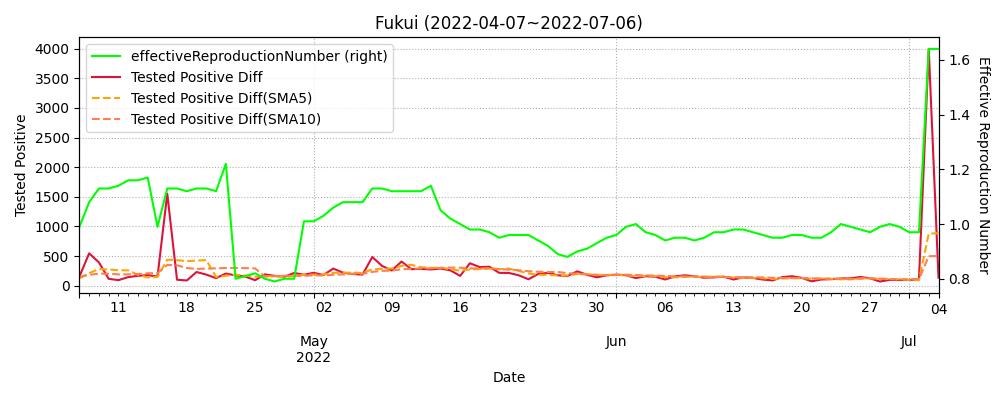 Fukui (2022-04-07~2022-07-06)
effectiveReproductionNumber (right)
Tested Positive Diff
Tested Positive Diff(SMA5)
Tested Positive Diff(SMA10)
Tested Positive
4000
3500
3000
2500
2000
1500
1000
500
0
Effective Reproduction Number
1.6
1.4
1.2
1.0
0.8
11 18 25 02 09 16 23 30 06 13 20 27 04
May Jun Jul
2022
Date